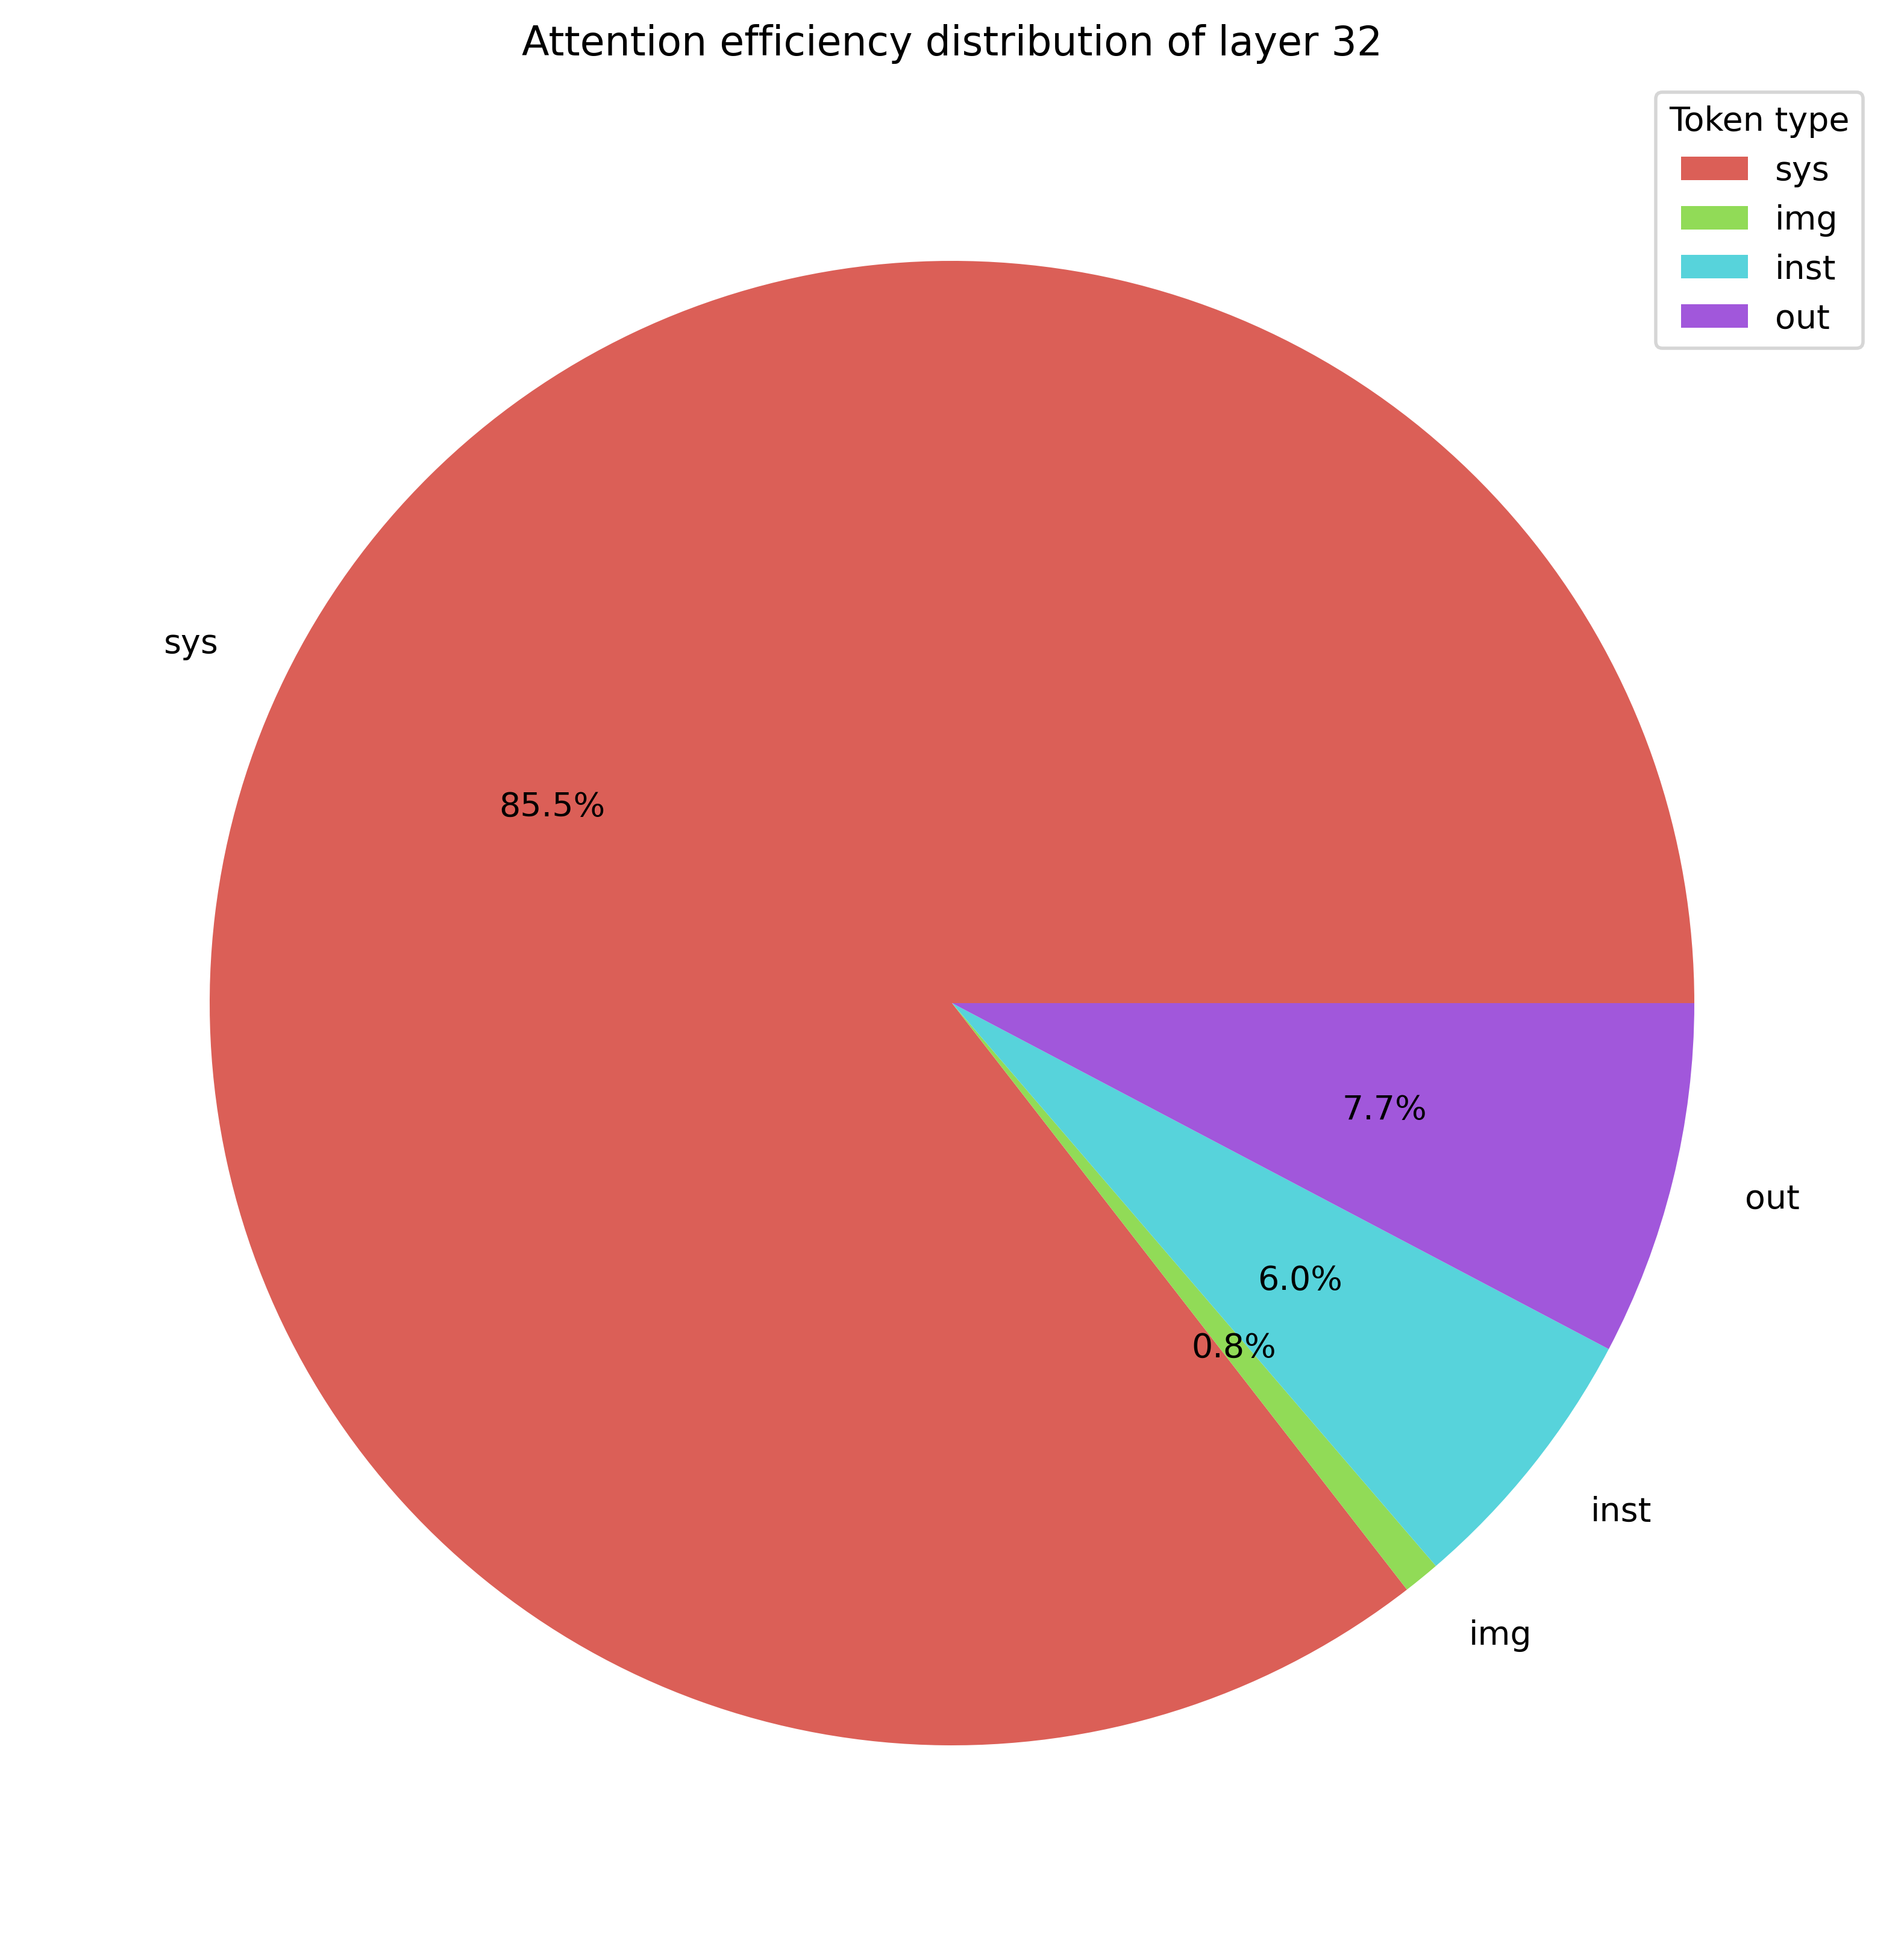 Attention efficiency distribution of layer 32
Token type
sys
img
inst
out
sys
85.5%
7.7%
out
6.0%
0.8%
inst
img